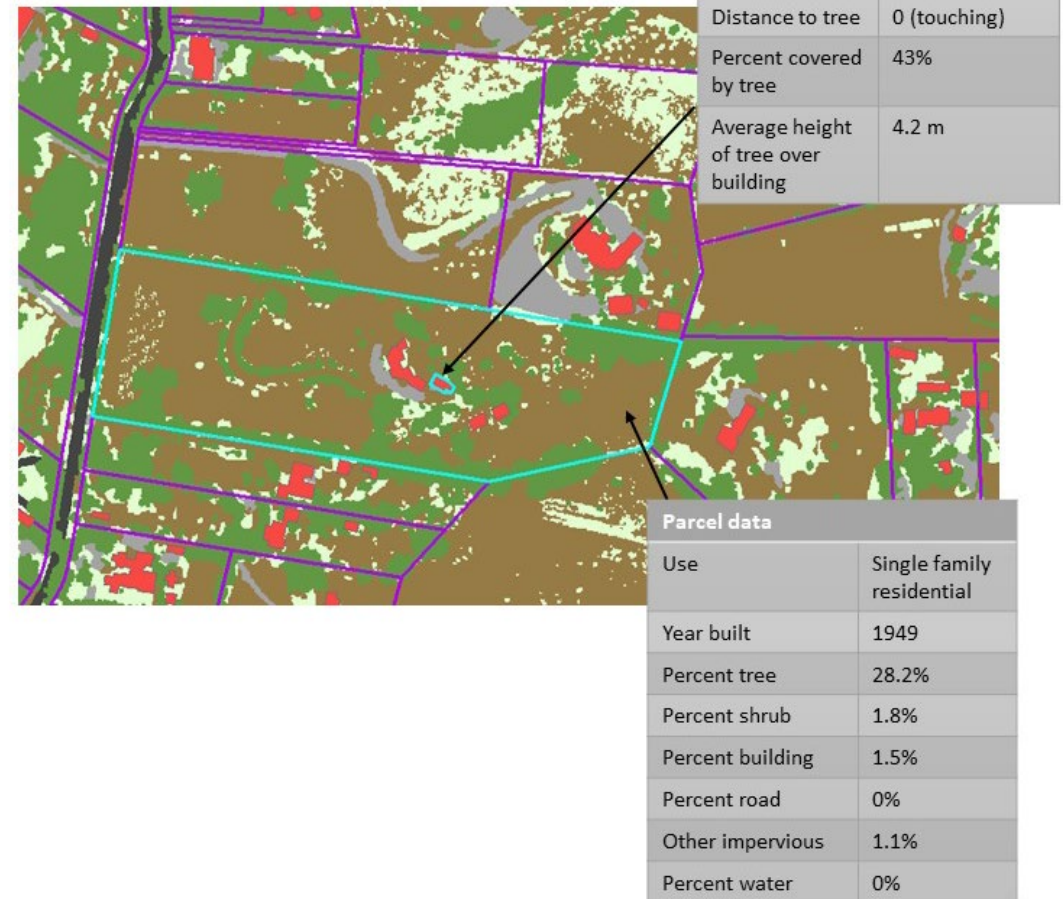 Distance to tree 0 (touching)
Percent covered 43%
by tree
Average height 4.2 m
of tree over
building
Parcel data
Use Single family
residential
Year built 1949
Percent tree 28.2%
Percent shrub 1.8%
Percent building 1.5%
Percent road 0%
Other impervious 1.1%
Percent water 0%